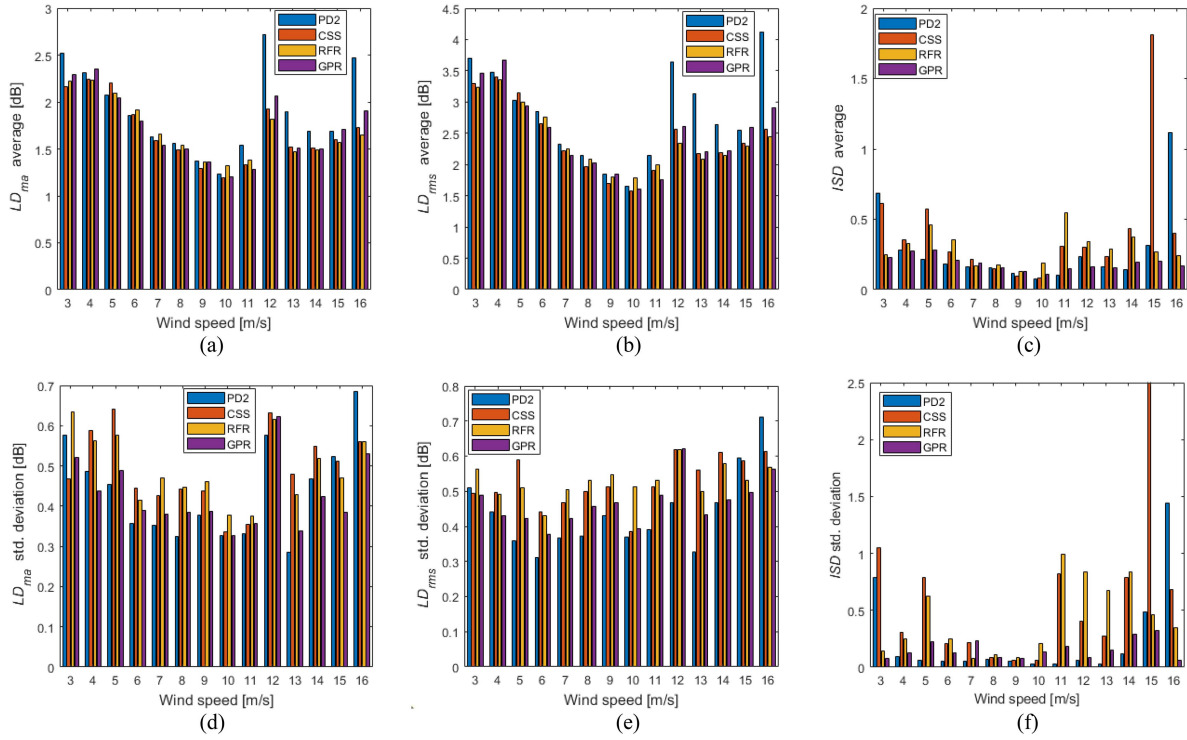 LD_ma average [dB]
3
2.5
2
1.5
1
0.5
0
PD2
CSS
RFR
GPR
3 4 5 6 7 8 9 10 11 12 13 14 15 16
Wind speed [m/s]
(a)
LD_rms average [dB]
4.5
4
3.5
3
2.5
2
1.5
1
0.5
0
PD2
CSS
RFR
GPR
3 4 5 6 7 8 9 10 11 12 13 14 15 16
Wind speed [m/s]
(b)
ISD average
2
1.5
1
0.5
0
PD2
CSS
RFR
GPR
3 4 5 6 7 8 9 10 11 12 13 14 15 16
Wind speed [m/s]
(c)
LD_ma std. deviation [dB]
0.7
0.6
0.5
0.4
0.3
0.2
0.1
0
PD2
CSS
RFR
GPR
3 4 5 6 7 8 9 10 11 12 13 14 15 16
Wind speed [m/s]
(d)
LD_rms std. deviation [dB]
0.8
0.7
0.6
0.5
0.4
0.3
0.2
0.1
0
PD2
CSS
RFR
GPR
3 4 5 6 7 8 9 10 11 12 13 14 15 16
Wind speed [m/s]
(e)
ISD std. deviation
2.5
2
1.5
1
0.5
0
PD2
CSS
RFR
GPR
3 4 5 6 7 8 9 10 11 12 13 14 15 16
Wind speed [m/s]
(f)